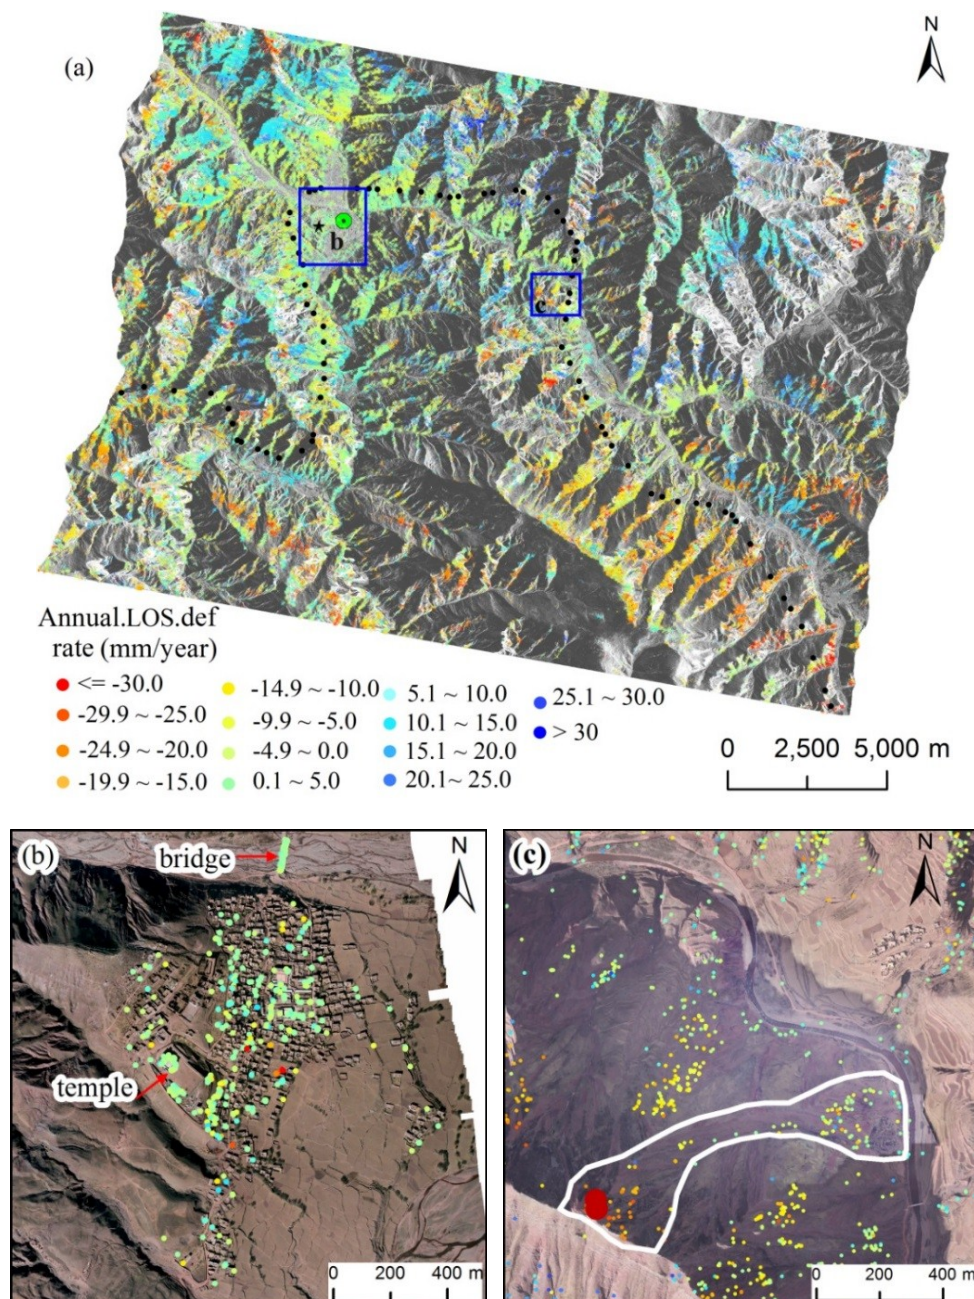 (a)
N
b
c
Annual.LOS.def
rate (mm/year)
<= -30.0
-29.9 ~ -25.0
-24.9 ~ -20.0
-19.9 ~ -15.0
-14.9 ~ -10.0
-9.9 ~ -5.0
-4.9 ~ 0.0
0.1 ~ 5.0
5.1 ~ 10.0
10.1 ~ 15.0
15.1 ~ 20.0
20.1~ 25.0
25.1 ~ 30.0
> 30
0 2,500 5,000 m
(b)
bridge
N
temple
0 200 400 m
(c)
N
0 200 400 m